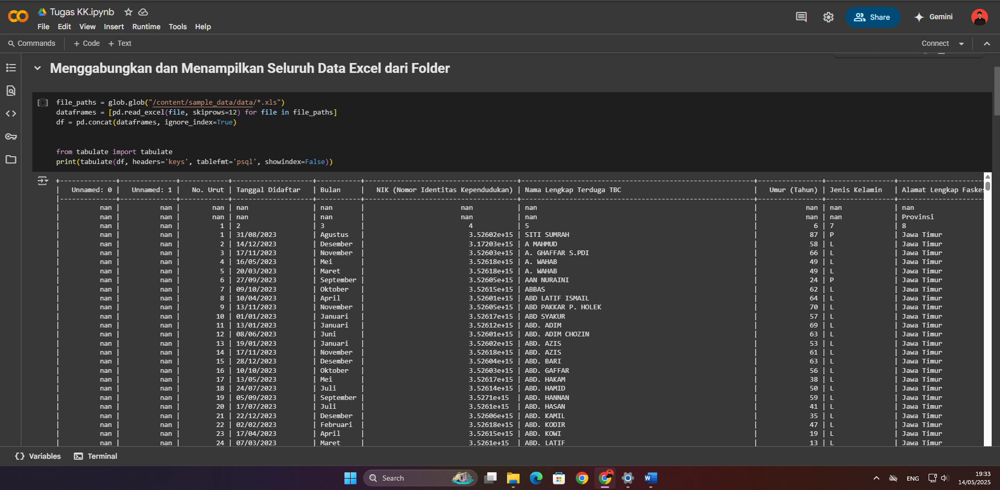 Tugas KK.ipynb
File Edit View Insert Runtime Tools Help
Share
Gemini
Commands + Code + Text
Connect
Menggabungkan dan Menampilkan Seluruh Data Excel dari Folder
file_paths = glob.glob("/content/sample_data/data/*.xls")
dataframes = [pd.read_excel(file, skiprows=12) for file in file_paths]
df = pd.concat(dataframes, ignore_index=True)
from tabulate import tabulate
print(tabulate(df, headers='keys', tablefmt='psql', showindex=False))
| Unnamed: 0 | Unnamed: 1 | No. Urut | Tanggal Didaftar | Bulan | NIK (Nomor Identitas Kependudukan) | Nama Lengkap Terduga TBC | Umur (Tahun) | Jenis Kelamin | Alamat Lengkap Faskes
| nan | nan | nan | nan | nan | nan | nan | nan | nan | nan
| nan | nan | nan | nan | nan | nan | nan | nan | nan | Provinsi
| nan | nan | 1 | 2 | 3 | 4 | 5 | 6 | 7 | 8
| nan | nan | 1 | 31/08/2023 | Agustus | 3.52602e+15 | SITI SUMRAH | 87 | P | Jawa Timur
| nan | nan | 2 | 14/12/2023 | Desember | 3.17203e+15 | A MAHMUD | 58 | L | Jawa Timur
| nan | nan | 3 | 17/11/2023 | November | 3.52603e+15 | A. GHAFFAR S.PDI | 66 | L | Jawa Timur
| nan | nan | 4 | 16/05/2023 | Mei | 3.52618e+15 | A. WAHAB | 49 | L | Jawa Timur
| nan | nan | 5 | 20/03/2023 | Maret | 3.52618e+15 | A. WAHAB | 49 | L | Jawa Timur
| nan | nan | 6 | 27/09/2023 | September | 3.52605e+15 | AAN NURAINI | 24 | P | Jawa Timur
| nan | nan | 7 | 09/10/2023 | Oktober | 3.52615e+15 | ABBAS | 62 | L | Jawa Timur
| nan | nan | 8 | 10/04/2023 | April | 3.52601e+15 | ABD LATIF ISMAIL | 64 | L | Jawa Timur
| nan | nan | 9 | 13/11/2023 | November | 3.52605e+15 | ABD PAKKAR P. HOLEK | 70 | L | Jawa Timur
| nan | nan | 10 | 01/01/2023 | Januari | 3.52617e+15 | ABD SYAKUR | 57 | L | Jawa Timur
| nan | nan | 11 | 13/01/2023 | Januari | 3.52612e+15 | ABD. ADIM | 69 | L | Jawa Timur
| nan | nan | 12 | 08/06/2023 | Juni | 3.52601e+15 | ABD. ADIM CHOZIN | 63 | L | Jawa Timur
| nan | nan | 13 | 19/01/2023 | Januari | 3.52602e+15 | ABD. AZIS | 53 | L | Jawa Timur
| nan | nan | 14 | 17/11/2023 | November | 3.52618e+15 | ABD. AZIS | 61 | L | Jawa Timur
| nan | nan | 15 | 28/12/2023 | Desember | 3.52604e+15 | ABD. BARI | 63 | L | Jawa Timur
| nan | nan | 16 | 10/10/2023 | Oktober | 3.52603e+15 | ABD. GAFFAR | 56 | L | Jawa Timur
| nan | nan | 17 | 13/05/2023 | Mei | 3.52617e+15 | ABD. HAKAM | 38 | L | Jawa Timur
| nan | nan | 18 | 24/07/2023 | Juli | 3.52614e+15 | ABD. HAMID | 50 | L | Jawa Timur
| nan | nan | 19 | 05/09/2023 | September | 3.5271e+15 | ABD. HANNAN | 59 | L | Jawa Timur
| nan | nan | 20 | 17/07/2023 | Juli | 3.5261e+15 | ABD. HASAN | 41 | L | Jawa Timur
| nan | nan | 21 | 22/12/2023 | Desember | 3.52606e+15 | ABD. KAMIL | 35 | L | Jawa Timur
| nan | nan | 22 | 02/02/2023 | Februari | 3.52618e+15 | ABD. KODIR | 47 | L | Jawa Timur
| nan | nan | 23 | 17/04/2023 | April | 3.52615e+15 | ABD. KOWI | 19 | L | Jawa Timur
| nan | nan | 24 | 07/03/2023 | Maret | 3.5261e+15 | ABD. LATIF | 13 | L | Jawa Timur
Variables Terminal
Search
ENG
19:33
14/05/2025